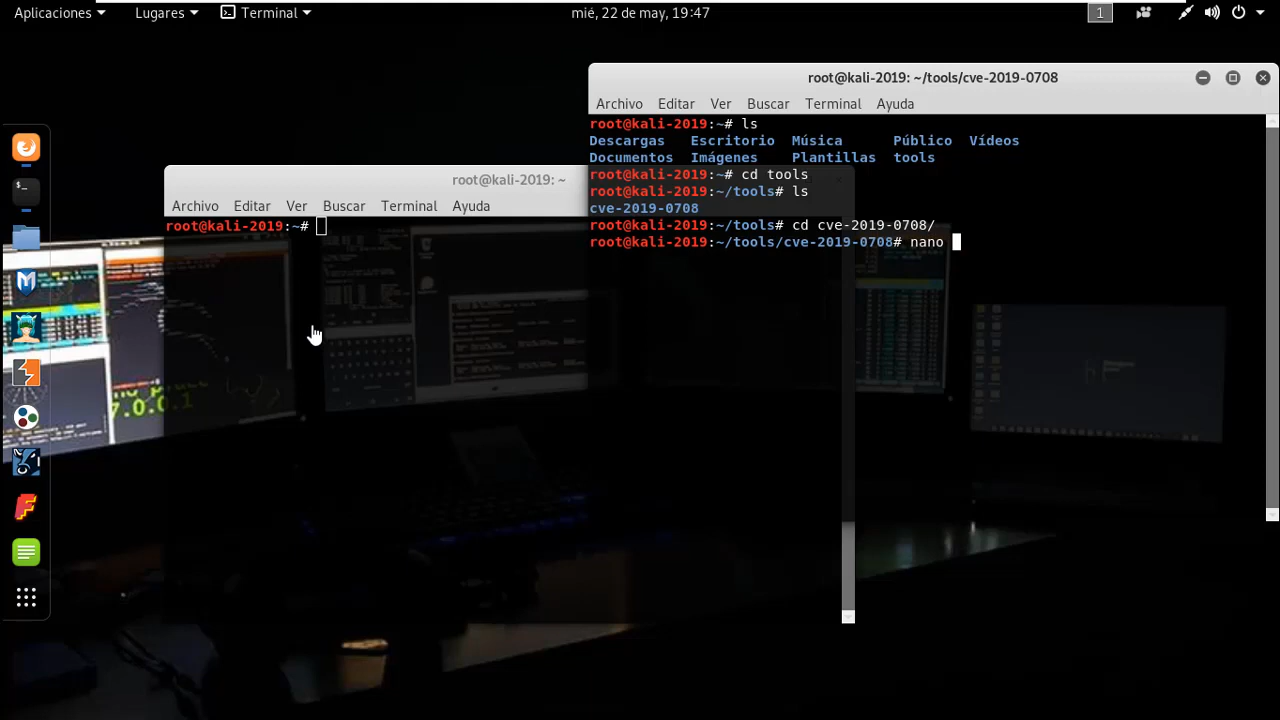 Aplicaciones Lugares Terminal mié, 22 de may, 19:47 1
root@kali-2019: ~/tools/cve-2019-0708
Archivo Editar Ver Buscar Terminal Ayuda
root@kali-2019:~# ls
Descargas Escritorio Música Público Vídeos
Documentos Imágenes Plantillas tools
root@kali-2019:~# cd tools
root@kali-2019:~/tools# ls
cve-2019-0708
root@kali-2019:~/tools# cd cve-2019-0708/
root@kali-2019:~/tools/cve-2019-0708# nano
root@kali-2019: ~
Archivo Editar Ver Buscar Terminal Ayuda
root@kali-2019:~#
7.0.0.1